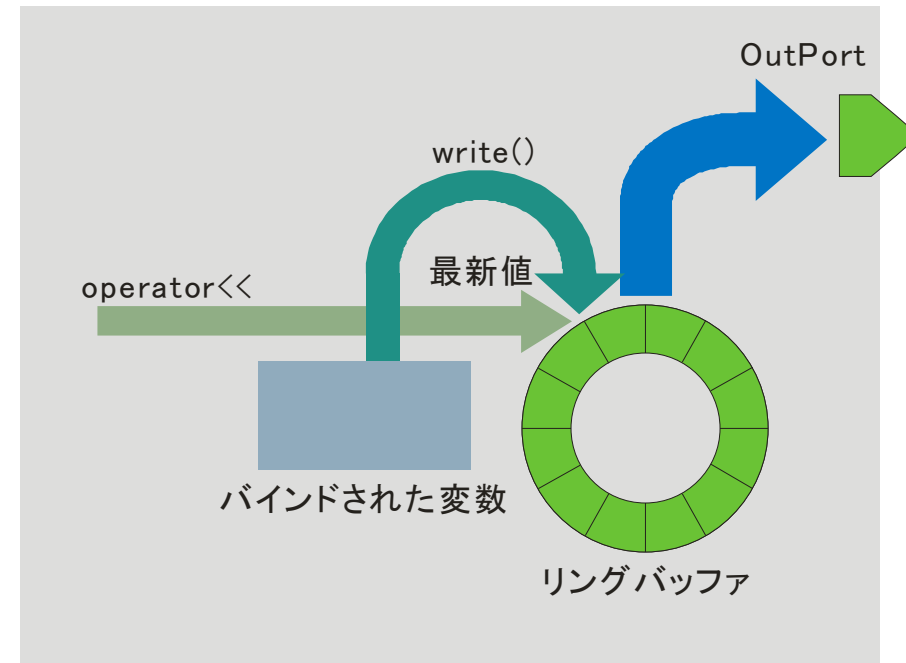 OutPort
write()
最新値
operator<<
バインドされた変数
リングバッファ